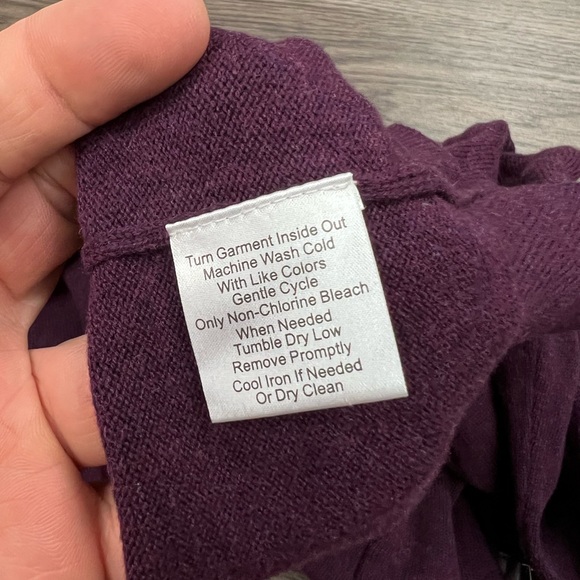 Turn Garment Inside Out
Machine Wash Cold
With Like Colors
Gentle Cycle
Only Non-Chlorine Bleach
When Needed
Tumble Dry Low
Remove Promptly
Cool Iron If Needed
Or Dry Clean